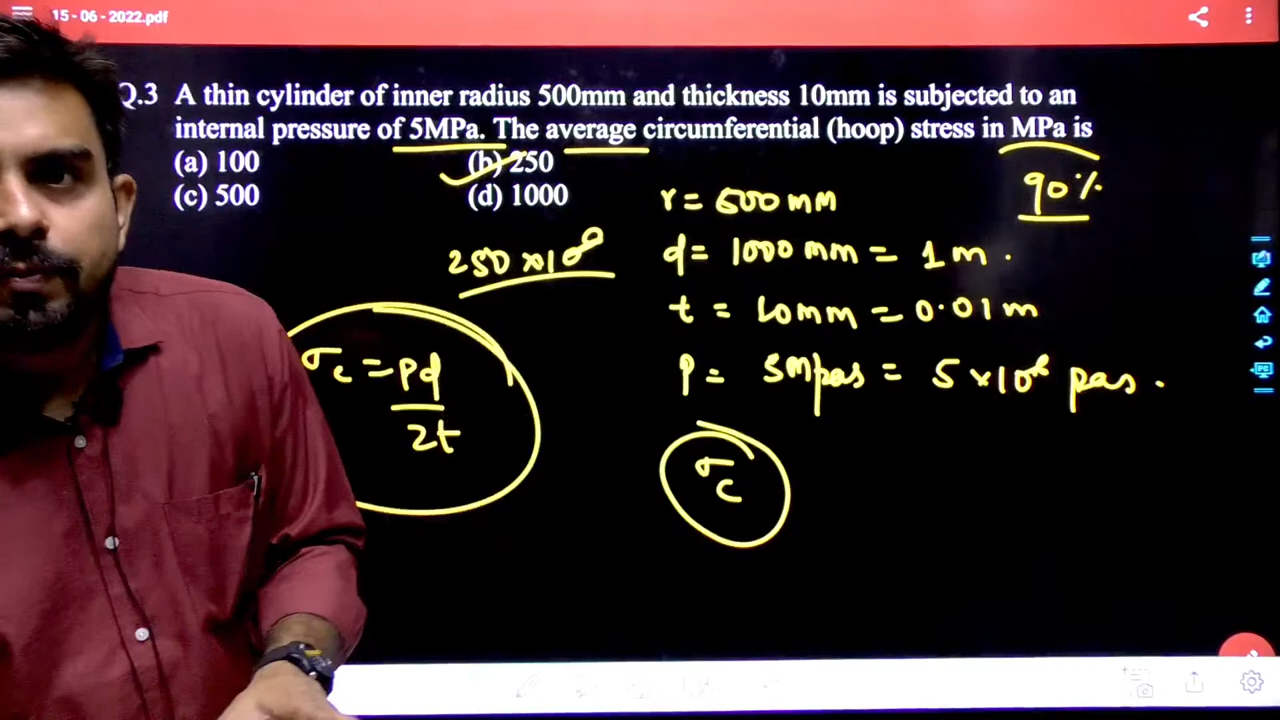 15 - 06 - 2022.pdf
Q.3 A thin cylinder of inner radius 500mm and thickness 10mm is subjected to an
internal pressure of 5MPa. The average circumferential (hoop) stress in MPa is
(a) 100 (b) 250
(c) 500 (d) 1000
90%
r = 500 mm
250 × 10⁶
d = 1000 mm = 1 m.
t = 10mm = 0.01 m
σc = pd
2t
P = 5Mpas = 5 × 10⁶ pas.
σc
PC